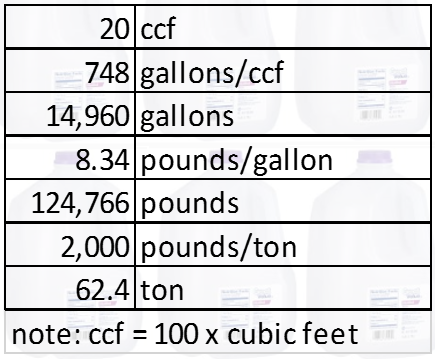 20 ccf
748 gallons/ccf
14,960 gallons
8.34 pounds/gallon
124,766 pounds
2,000 pounds/ton
62.4 ton
note: ccf = 100 x cubic feet